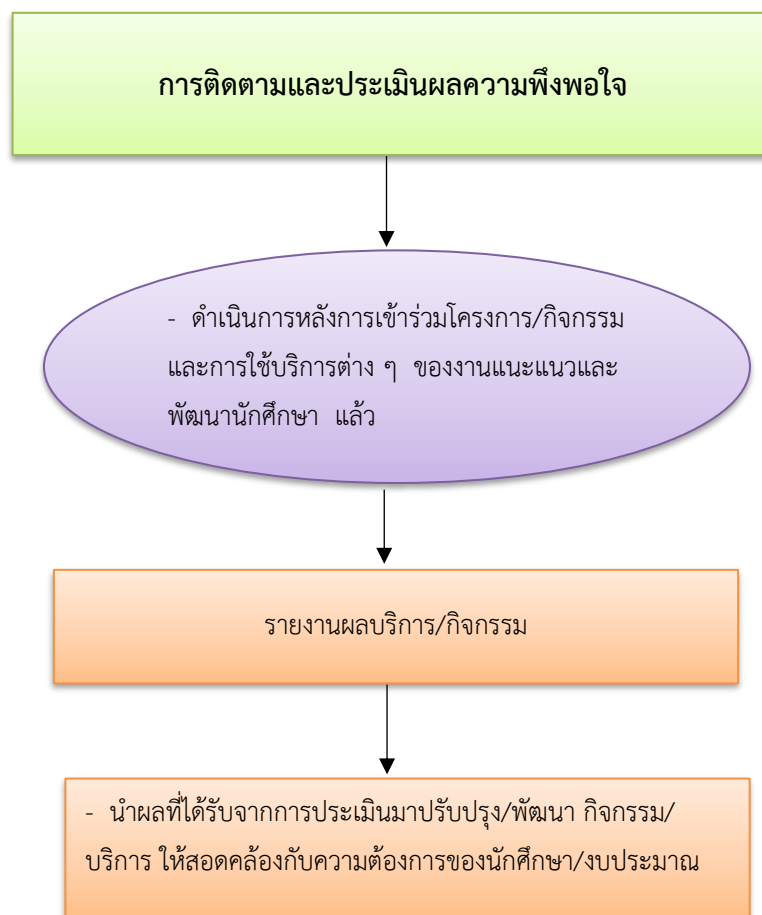 การติดตามและประเมินผลความพึงพอใจ
- ดำเนินการหลังการเข้าร่วมโครงการ/กิจกรรม
และการใช้บริการต่าง ๆ ของงานแนะแนวและ
พัฒนานักศึกษา แล้ว
รายงานผลบริการ/กิจกรรม
- นำผลที่ได้รับจากการประเมินมาปรับปรุง/พัฒนา กิจกรรม/
บริการ ให้สอดคล้องกับความต้องการของนักศึกษา/งบประมาณ